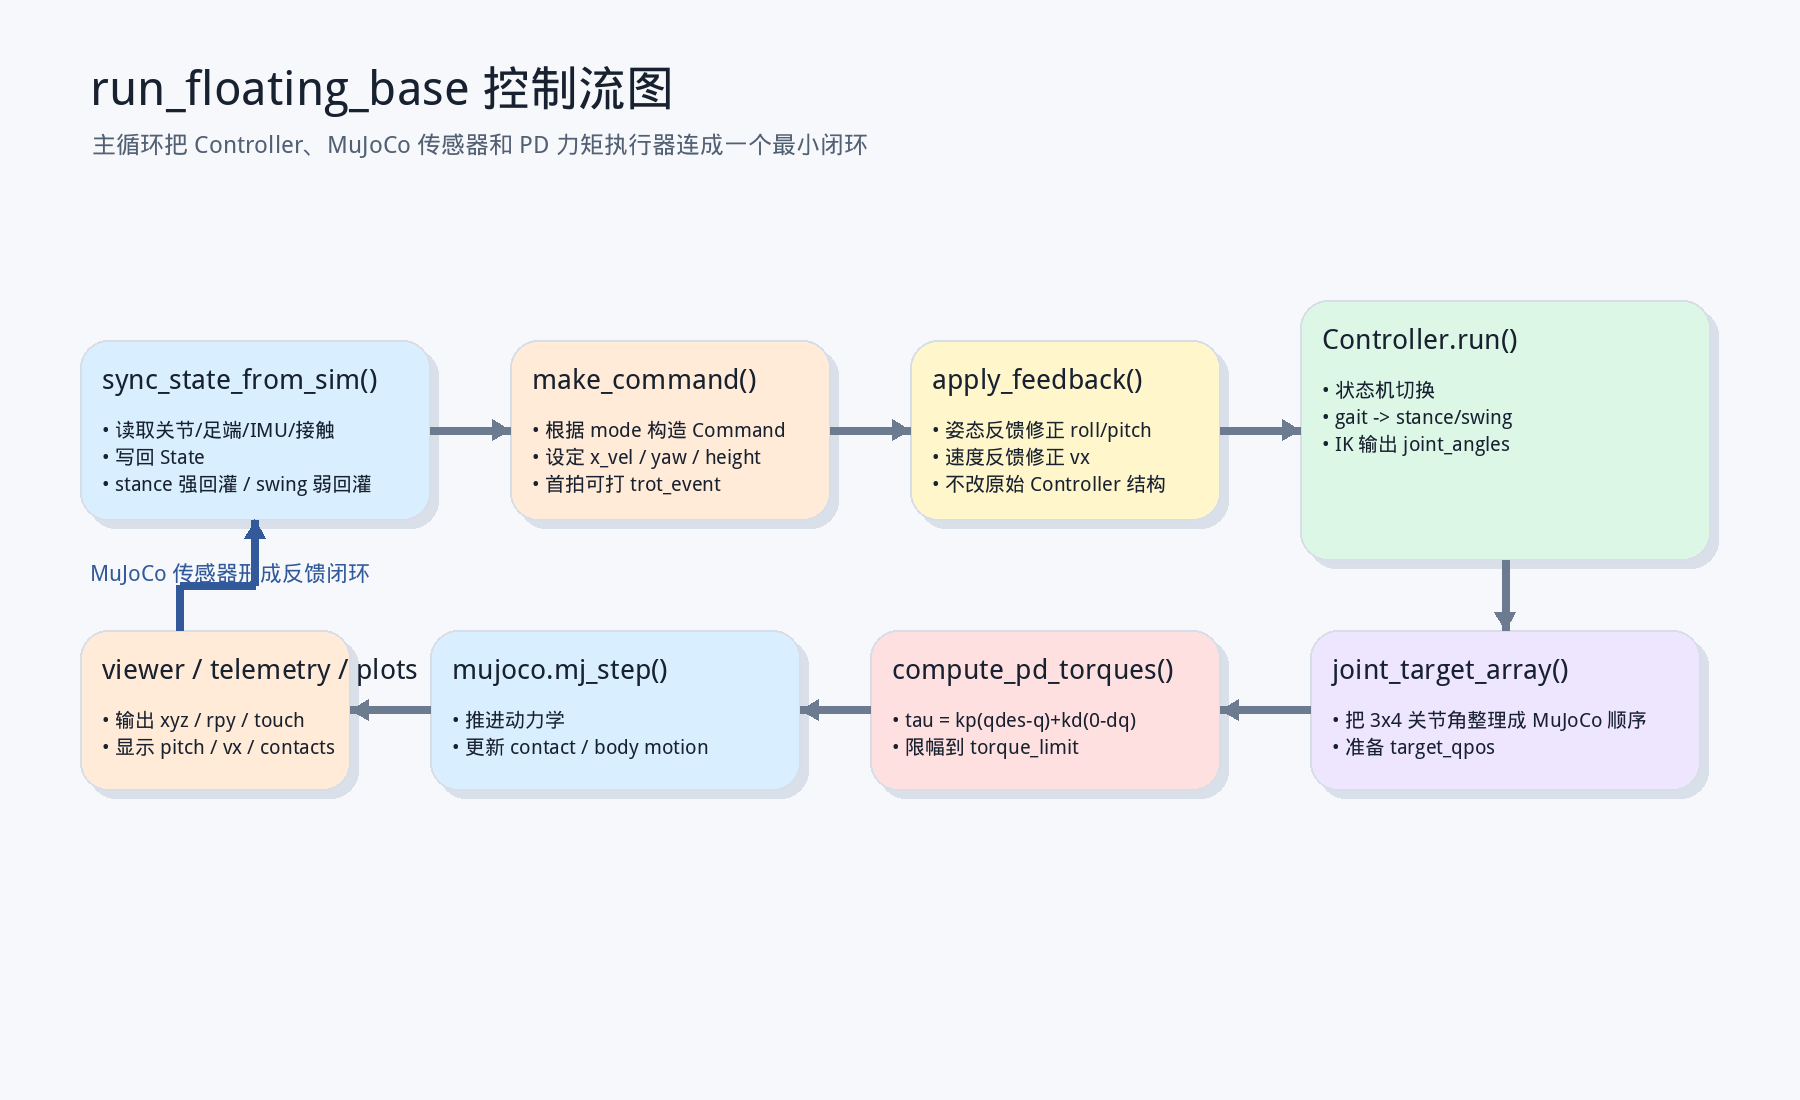 run_floating_base 控制流图
主循环把 Controller、MuJoCo 传感器和 PD 力矩执行器连成一个最小闭环
sync_state_from_sim()
• 读取关节/足端/IMU/接触
• 写回 State
• stance 强回灌 / swing 弱回灌
make_command()
• 根据 mode 构造 Command
• 设定 x_vel / yaw / height
• 首拍可打 trot_event
apply_feedback()
• 姿态反馈修正 roll/pitch
• 速度反馈修正 vx
• 不改原始 Controller 结构
Controller.run()
• 状态机切换
• gait -> stance/swing
• IK 输出 joint_angles
MuJoCo 传感器形成反馈闭环
viewer / telemetry / plots
• 输出 xyz / rpy / touch
• 显示 pitch / vx / contacts
mujoco.mj_step()
• 推进动力学
• 更新 contact / body motion
compute_pd_torques()
• tau = kp(qdes-q)+kd(0-dq)
• 限幅到 torque_limit
joint_target_array()
• 把 3x4 关节角整理成 MuJoCo 顺序
• 准备 target_qpos